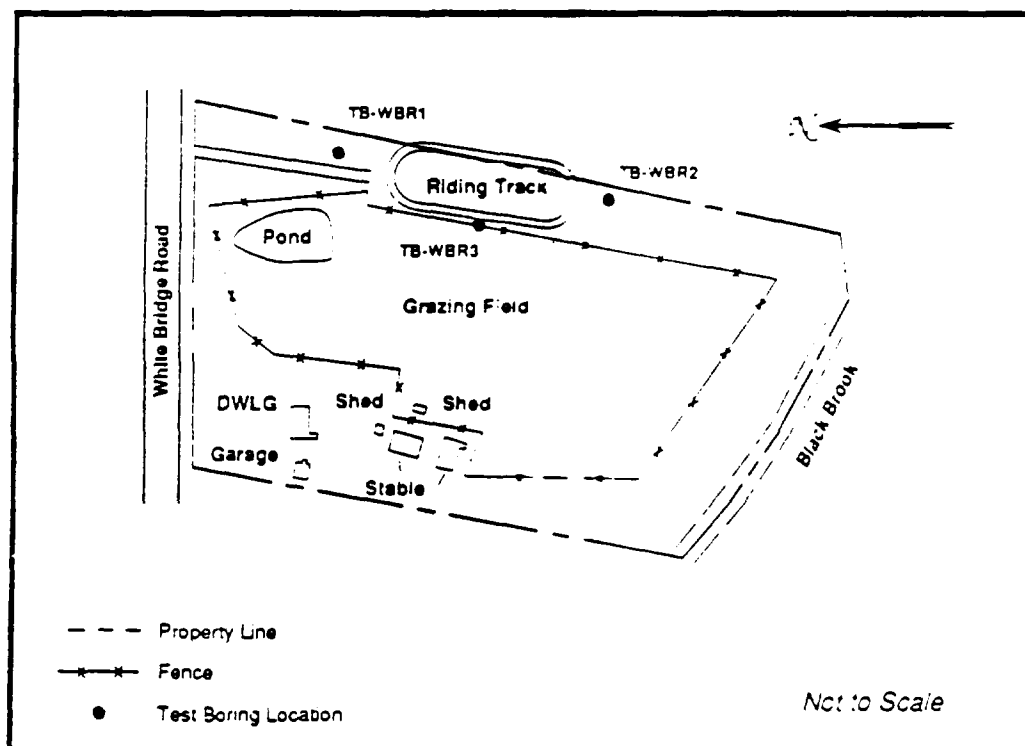 TB-WBR1
N
TB-WBR2
Riding Track
Pond
TB-WBR3
White Bridge Road
Grazing Field
DWLG
Shed
Shed
Garage
Stable
Black Brook
Property Line
Fence
Test Boring Location
Not to Scale